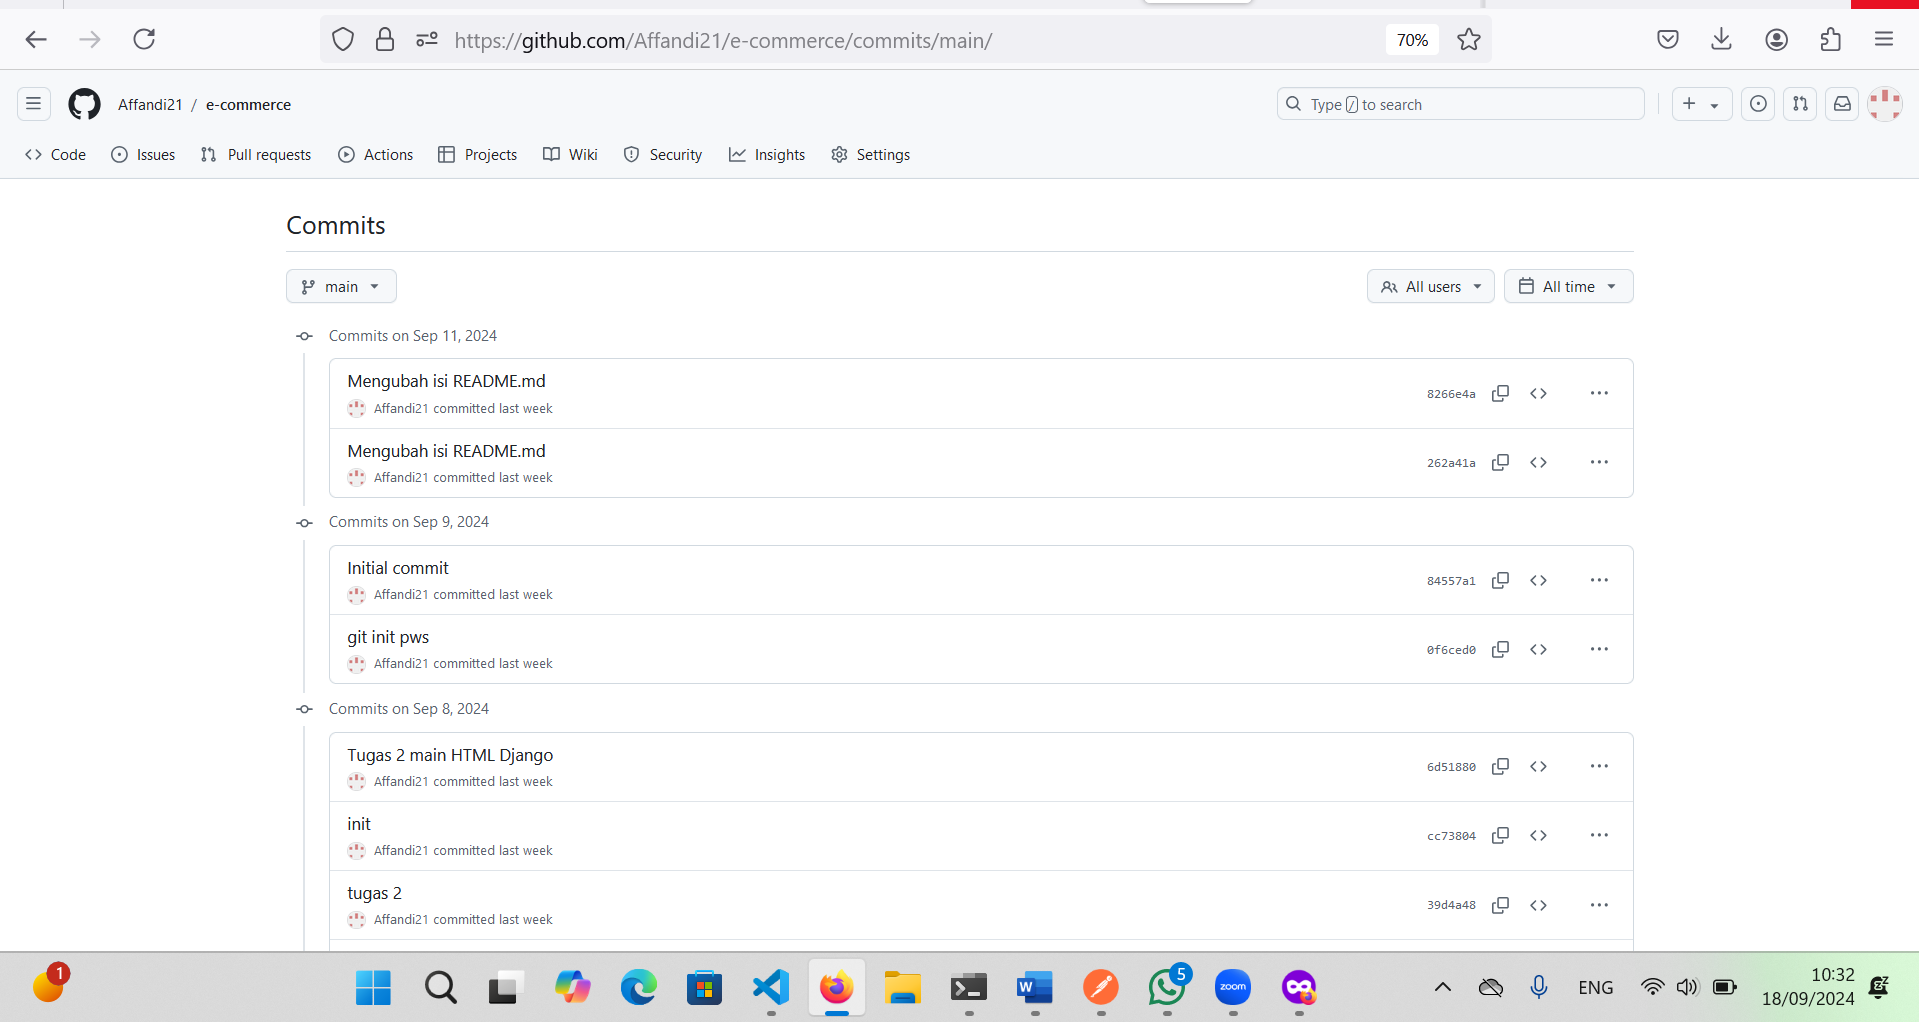 https://github.com/Affandi21/e-commerce/commits/main/
70%
Affandi21 / e-commerce
Type / to search
Code Issues Pull requests Actions Projects Wiki Security Insights Settings
Commits
main
All users
All time
Commits on Sep 11, 2024
Mengubah isi README.md
8266e4a
Affandi21 committed last week
Mengubah isi README.md
262a41a
Affandi21 committed last week
Commits on Sep 9, 2024
Initial commit
84557a1
Affandi21 committed last week
git init pws
0f6ced0
Affandi21 committed last week
Commits on Sep 8, 2024
Tugas 2 main HTML Django
6d51880
Affandi21 committed last week
init
cc73804
Affandi21 committed last week
tugas 2
39d4a48
Affandi21 committed last week
1
W
5
zoom
ENG
10:32
18/09/2024